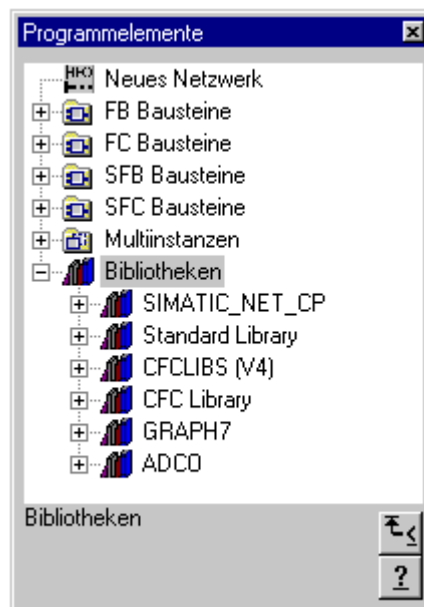 Programmelemente
Neues Netzwerk
FB Bausteine
FC Bausteine
SFB Bausteine
SFC Bausteine
Multiinstanzen
Bibliotheken
SIMATIC_NET_CP
Standard Library
CFCLIBS (V4)
CFC Library
GRAPH7
ADCO
Bibliotheken
?